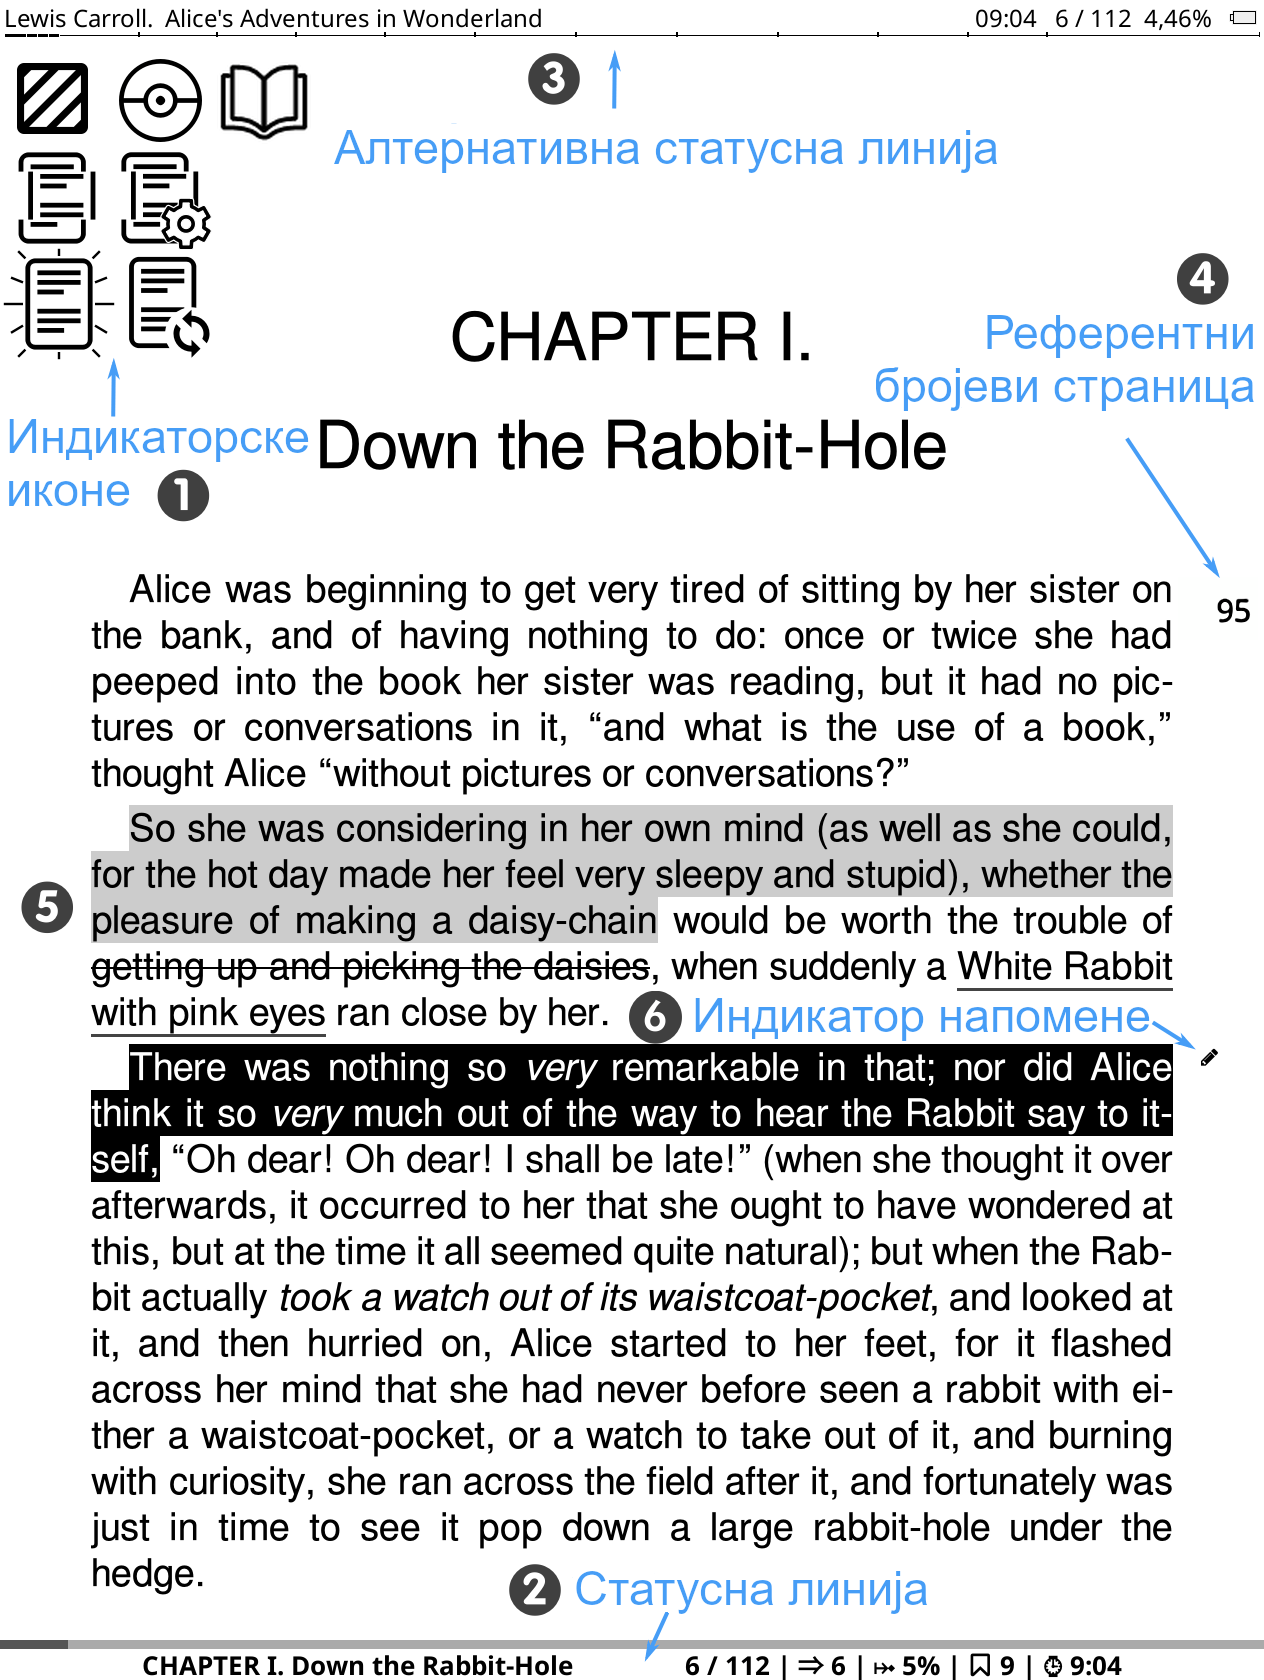 Lewis Carroll. Alice's Adventures in Wonderland 09:04 6 / 112 4,46%
3
Алтернативна статусна линија
4
Референтни
бројеви страница
CHAPTER I.
Индикаторске
иконе 1
Down the Rabbit-Hole
Alice was beginning to get very tired of sitting by her sister on
95
the bank, and of having nothing to do: once or twice she had
peeped into the book her sister was reading, but it had no pic-
tures or conversations in it, “and what is the use of a book,”
thought Alice “without pictures or conversations?”
So she was considering in her own mind (as well as she could,
for the hot day made her feel very sleepy and stupid), whether the
5
pleasure of making a daisy-chain would be worth the trouble of
getting up and picking the daisies, when suddenly a White Rabbit
with pink eyes ran close by her.
6 Индикатор напомене
There was nothing so very remarkable in that; nor did Alice
think it so very much out of the way to hear the Rabbit say to it-
self, “Oh dear! Oh dear! I shall be late!” (when she thought it over
afterwards, it occurred to her that she ought to have wondered at
this, but at the time it all seemed quite natural); but when the Rab-
bit actually took a watch out of its waistcoat-pocket, and looked at
it, and then hurried on, Alice started to her feet, for it flashed
across her mind that she had never before seen a rabbit with ei-
ther a waistcoat-pocket, or a watch to take out of it, and burning
with curiosity, she ran across the field after it, and fortunately was
just in time to see it pop down a large rabbit-hole under the
hedge.
2 Статусна линија
CHAPTER I. Down the Rabbit-Hole 6 / 112 | ⇒ 6 | ⤠ 5% | 9 | 9:04